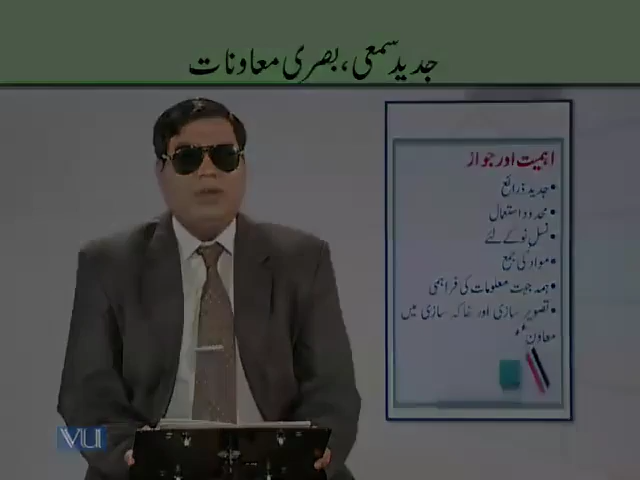 جدید سمعی، بصری معاونات
اہمیت اور جواز
•جدید ذرائع
•محدود استعمال
•نسل نو کے لئے
•مواد کی جمع
•ہمہ جہت معلومات کی فراہمی
•تصویر سازی اور خاکہ سازی میں
معاون
VU